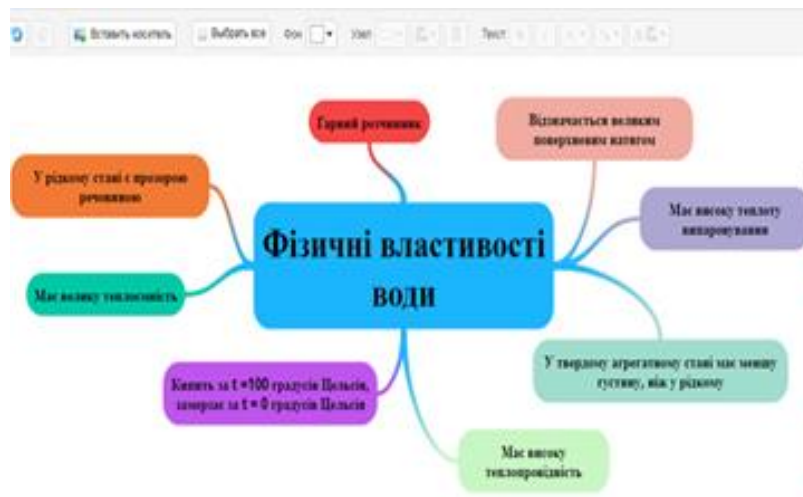 Вставить носитель
Выбрать все
Фон
Узел
Текст
Гарний розчинник
Відзначається великим
поверхневим натягом
У рідкому стані є прозорою
речовиною
Має високу теплоту
випаровування
Фізичні властивості
води
Має велику теплоємність
У твердому агрегатному стані має меншу
густину, ніж у рідкому
Кипить за t =100 градусів Цельсія,
замерзає за t = 0 градусів Цельсія
Має високу
теплопровідність